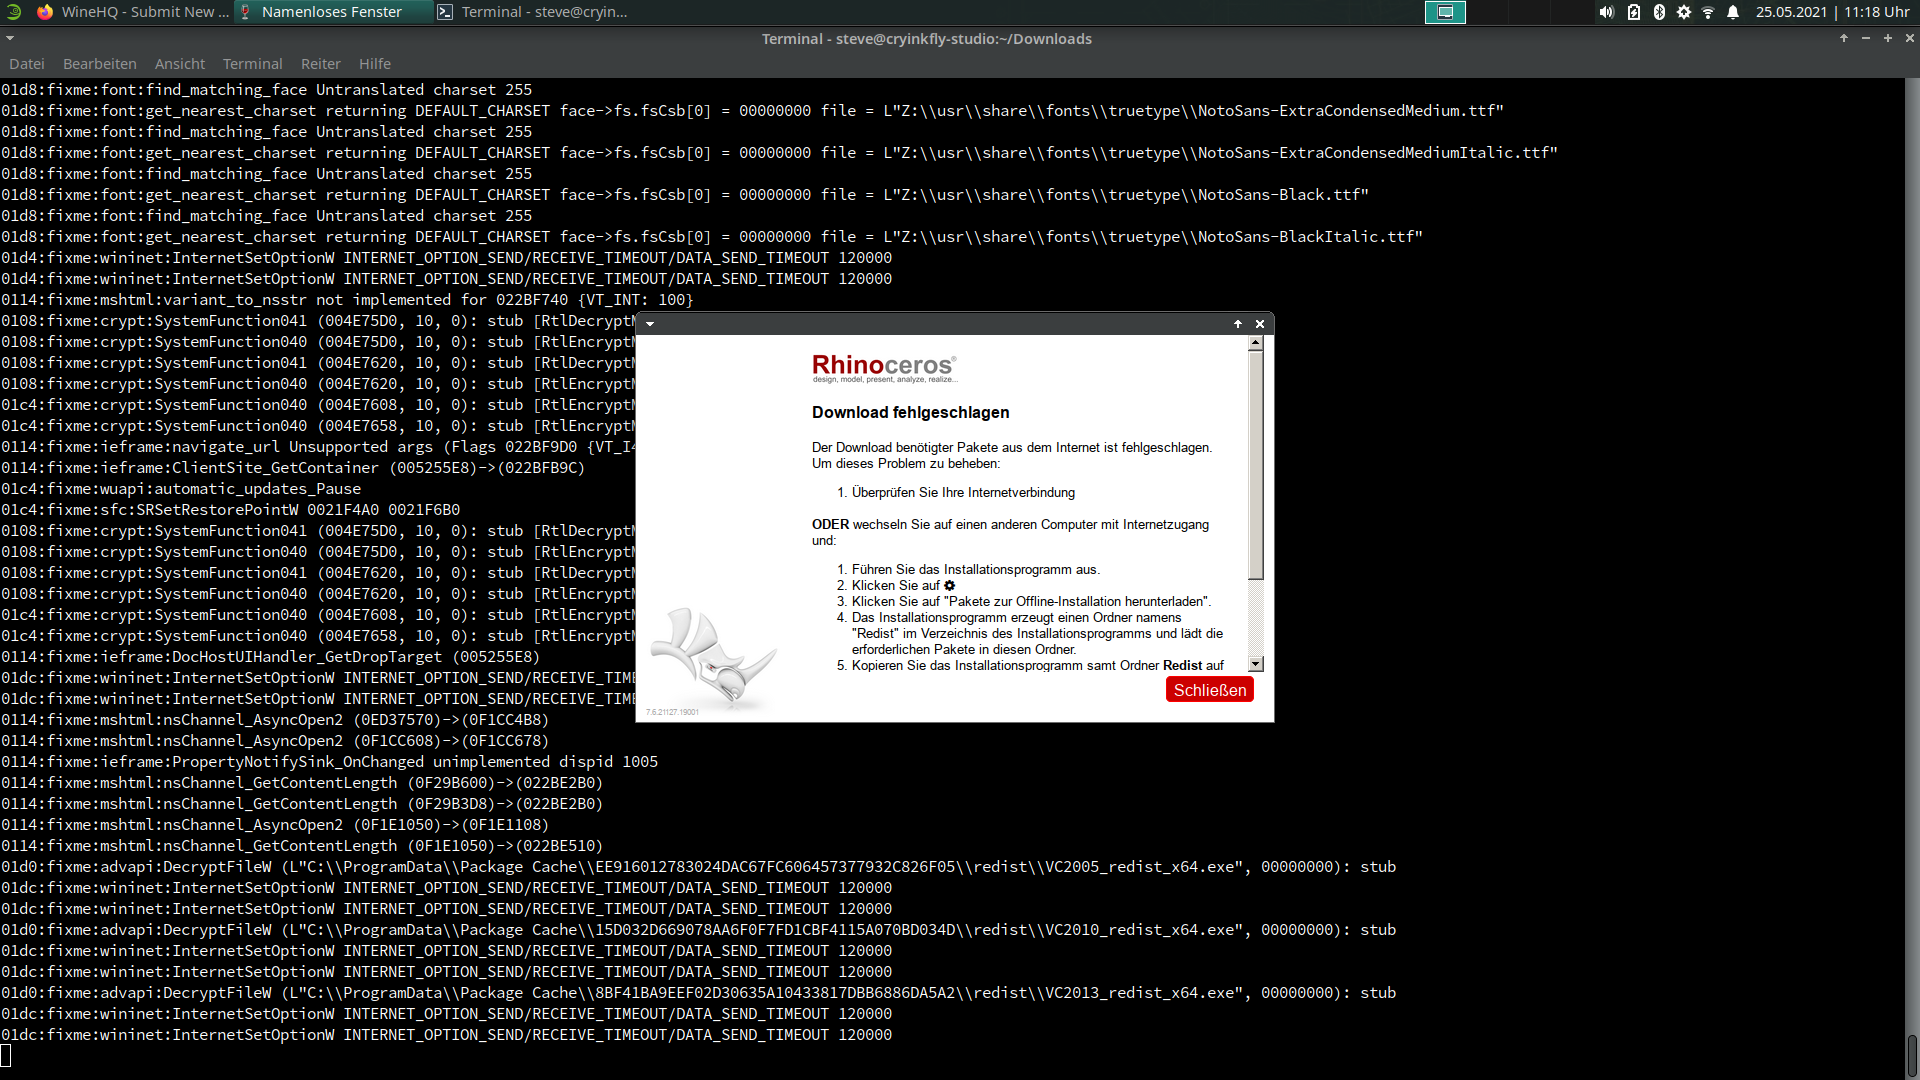 WineHQ - Submit New ...
Namenloses Fenster
Terminal - steve@cryin...
25.05.2021 | 11:18 Uhr
Terminal - steve@cryinkfly-studio:~/Downloads
Datei Bearbeiten Ansicht Terminal Reiter Hilfe
01d8:fixme:font:find_matching_face Untranslated charset 255
01d8:fixme:font:get_nearest_charset returning DEFAULT_CHARSET face->fs.fsCsb[0] = 00000000 file = L"Z:\\usr\\share\\fonts\\truetype\\NotoSans-ExtraCondensedMedium.ttf"
01d8:fixme:font:find_matching_face Untranslated charset 255
01d8:fixme:font:get_nearest_charset returning DEFAULT_CHARSET face->fs.fsCsb[0] = 00000000 file = L"Z:\\usr\\share\\fonts\\truetype\\NotoSans-ExtraCondensedMediumItalic.ttf"
01d8:fixme:font:find_matching_face Untranslated charset 255
01d8:fixme:font:get_nearest_charset returning DEFAULT_CHARSET face->fs.fsCsb[0] = 00000000 file = L"Z:\\usr\\share\\fonts\\truetype\\NotoSans-Black.ttf"
01d8:fixme:font:find_matching_face Untranslated charset 255
01d8:fixme:font:get_nearest_charset returning DEFAULT_CHARSET face->fs.fsCsb[0] = 00000000 file = L"Z:\\usr\\share\\fonts\\truetype\\NotoSans-BlackItalic.ttf"
01d4:fixme:wininet:InternetSetOptionW INTERNET_OPTION_SEND/RECEIVE_TIMEOUT/DATA_SEND_TIMEOUT 120000
01d4:fixme:wininet:InternetSetOptionW INTERNET_OPTION_SEND/RECEIVE_TIMEOUT/DATA_SEND_TIMEOUT 120000
0114:fixme:mshtml:variant_to_nsstr not implemented for 022BF740 {VT_INT: 100}
0108:fixme:crypt:SystemFunction041 (004E75D0, 10, 0): stub [RtlDecryptM
0108:fixme:crypt:SystemFunction040 (004E75D0, 10, 0): stub [RtlEncryptM
0108:fixme:crypt:SystemFunction041 (004E7620, 10, 0): stub [RtlDecryptM
0108:fixme:crypt:SystemFunction040 (004E7620, 10, 0): stub [RtlEncryptM
01c4:fixme:crypt:SystemFunction040 (004E7608, 10, 0): stub [RtlEncryptM
01c4:fixme:crypt:SystemFunction040 (004E7658, 10, 0): stub [RtlEncryptM
0114:fixme:ieframe:navigate_url Unsupported args (Flags 022BF9D0 {VT_I4
0114:fixme:ieframe:ClientSite_GetContainer (005255E8)->(022BFB9C)
01c4:fixme:wuapi:automatic_updates_Pause
01c4:fixme:sfc:SRSetRestorePointW 0021F4A0 0021F6B0
0108:fixme:crypt:SystemFunction041 (004E75D0, 10, 0): stub [RtlDecryptM
0108:fixme:crypt:SystemFunction040 (004E75D0, 10, 0): stub [RtlEncryptM
0108:fixme:crypt:SystemFunction041 (004E7620, 10, 0): stub [RtlDecryptM
0108:fixme:crypt:SystemFunction040 (004E7620, 10, 0): stub [RtlEncryptM
01c4:fixme:crypt:SystemFunction040 (004E7608, 10, 0): stub [RtlEncryptM
01c4:fixme:crypt:SystemFunction040 (004E7658, 10, 0): stub [RtlEncryptM
0114:fixme:ieframe:DocHostUIHandler_GetDropTarget (005255E8)
01dc:fixme:wininet:InternetSetOptionW INTERNET_OPTION_SEND/RECEIVE_TIME
01dc:fixme:wininet:InternetSetOptionW INTERNET_OPTION_SEND/RECEIVE_TIME
0114:fixme:mshtml:nsChannel_AsyncOpen2 (0ED37570)->(0F1CC4B8)
0114:fixme:mshtml:nsChannel_AsyncOpen2 (0F1CC608)->(0F1CC678)
0114:fixme:ieframe:PropertyNotifySink_OnChanged unimplemented dispid 1005
0114:fixme:mshtml:nsChannel_GetContentLength (0F29B600)->(022BE2B0)
0114:fixme:mshtml:nsChannel_GetContentLength (0F29B3D8)->(022BE2B0)
0114:fixme:mshtml:nsChannel_AsyncOpen2 (0F1E1050)->(0F1E1108)
0114:fixme:mshtml:nsChannel_GetContentLength (0F1E1050)->(022BE510)
01d0:fixme:advapi:DecryptFileW (L"C:\\ProgramData\\Package Cache\\EE916012783024DAC67FC606457377932C826F05\\redist\\VC2005_redist_x64.exe", 00000000): stub
01dc:fixme:wininet:InternetSetOptionW INTERNET_OPTION_SEND/RECEIVE_TIMEOUT/DATA_SEND_TIMEOUT 120000
01dc:fixme:wininet:InternetSetOptionW INTERNET_OPTION_SEND/RECEIVE_TIMEOUT/DATA_SEND_TIMEOUT 120000
01d0:fixme:advapi:DecryptFileW (L"C:\\ProgramData\\Package Cache\\15D032D669078AA6F0F7FD1CBF4115A070BD034D\\redist\\VC2010_redist_x64.exe", 00000000): stub
01dc:fixme:wininet:InternetSetOptionW INTERNET_OPTION_SEND/RECEIVE_TIMEOUT/DATA_SEND_TIMEOUT 120000
01dc:fixme:wininet:InternetSetOptionW INTERNET_OPTION_SEND/RECEIVE_TIMEOUT/DATA_SEND_TIMEOUT 120000
01d0:fixme:advapi:DecryptFileW (L"C:\\ProgramData\\Package Cache\\8BF41BA9EEF02D30635A10433817DBB6886DA5A2\\redist\\VC2013_redist_x64.exe", 00000000): stub
01dc:fixme:wininet:InternetSetOptionW INTERNET_OPTION_SEND/RECEIVE_TIMEOUT/DATA_SEND_TIMEOUT 120000
01dc:fixme:wininet:InternetSetOptionW INTERNET_OPTION_SEND/RECEIVE_TIMEOUT/DATA_SEND_TIMEOUT 120000
Rhinoceros®
design, model, present, analyze, realize...
Download fehlgeschlagen
Der Download benötigter Pakete aus dem Internet ist fehlgeschlagen.
Um dieses Problem zu beheben:
1. Überprüfen Sie Ihre Internetverbindung
ODER wechseln Sie auf einen anderen Computer mit Internetzugang
und:
1. Führen Sie das Installationsprogramm aus.
2. Klicken Sie auf
3. Klicken Sie auf "Pakete zur Offline-Installation herunterladen".
4. Das Installationsprogramm erzeugt einen Ordner namens
"Redist" im Verzeichnis des Installationsprogramms und lädt die
erforderlichen Pakete in diesen Ordner.
5. Kopieren Sie das Installationsprogramm samt Ordner Redist auf
Schließen
7.6.21127.19001